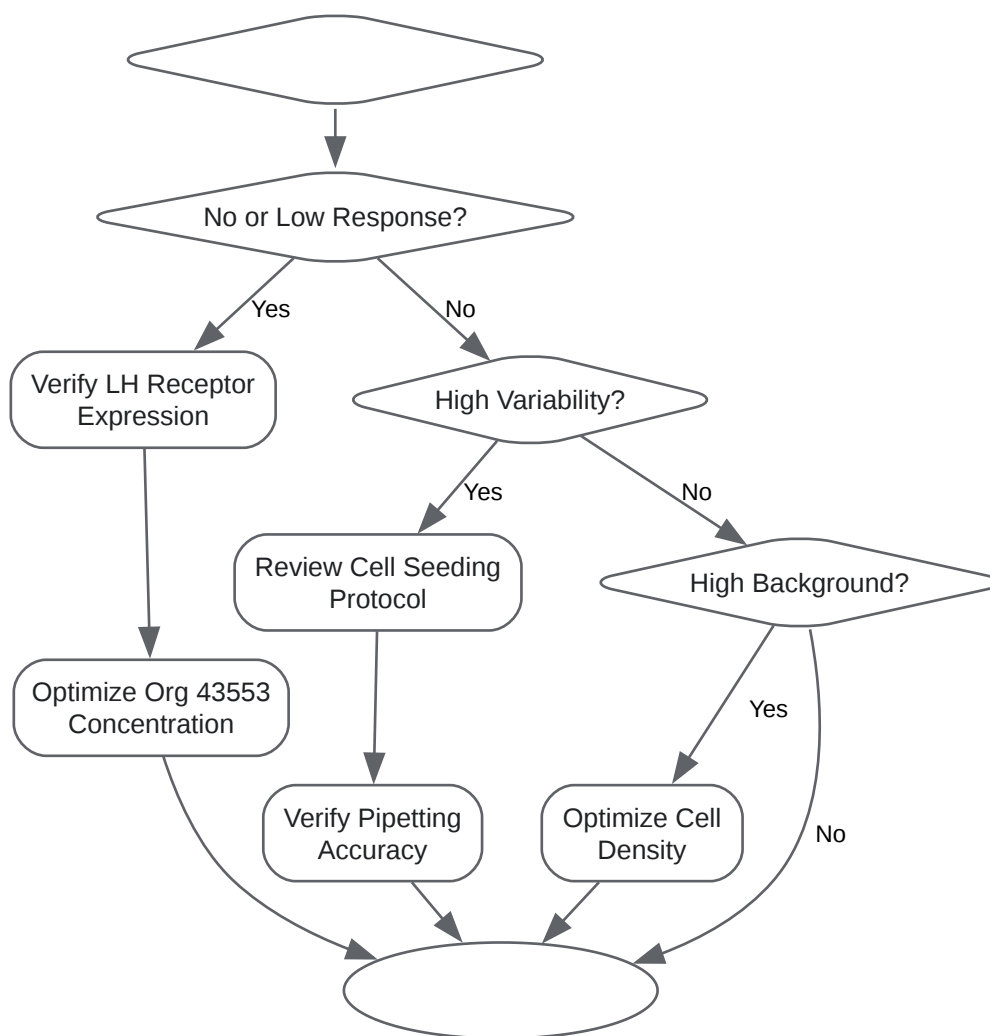 No or Low Response?
Yes
No
Verify LH Receptor
Expression
High Variability?
Yes
No
Review Cell Seeding
Protocol
High Background?
Optimize Org 43553
Concentration
Yes
No
Verify Pipetting
Accuracy
Optimize Cell
Density